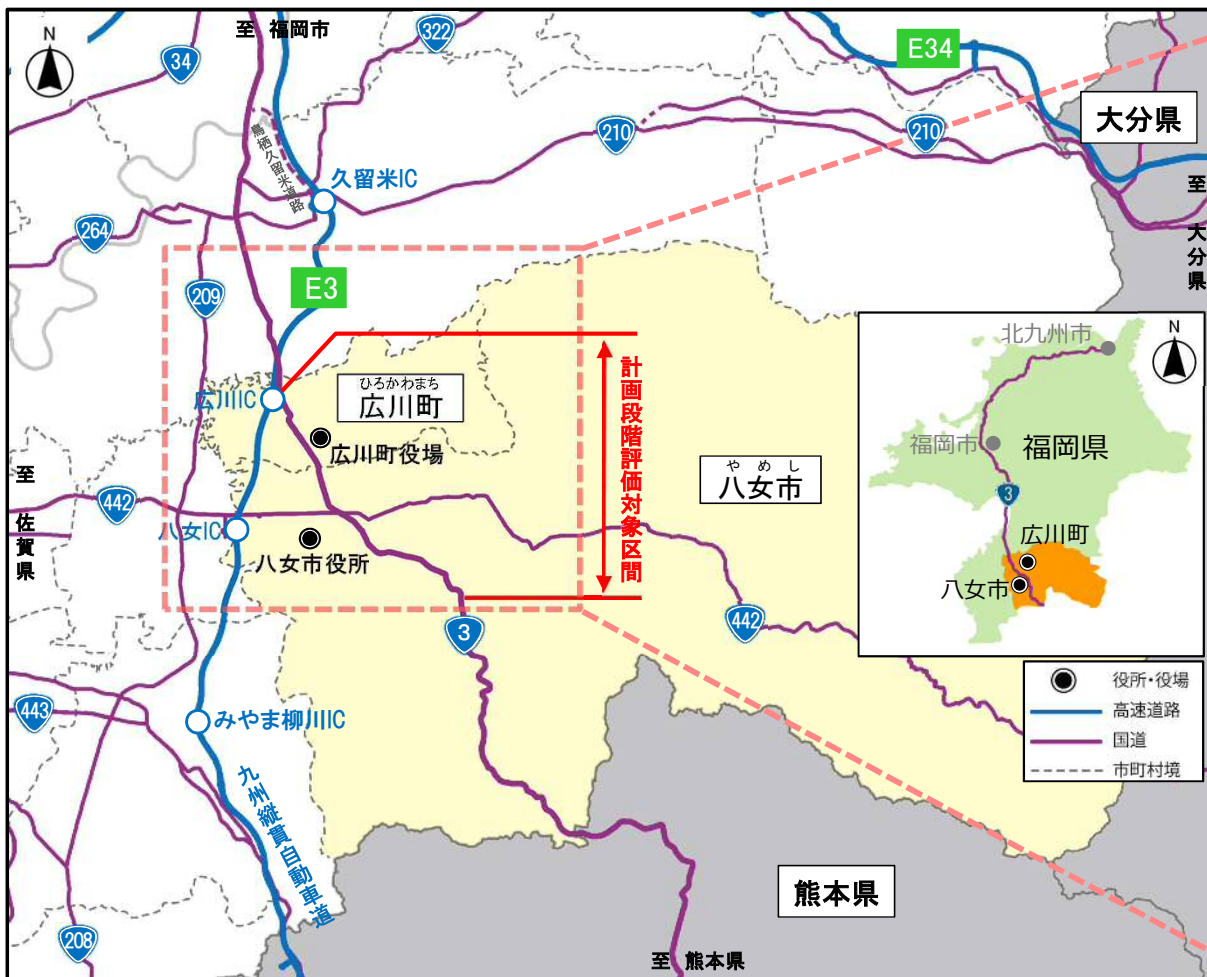 N
至 福岡市
34
322
E34
大分県
鳥栖久留米道路
210
210
久留米IC
至 大分県
264
209
E3
広川IC
ひろかわまち
広川町
広川町役場
計画段階評価対象区間
やめし
八女市
至 佐賀県
442
八女IC
八女市役所
3
442
443
みやま柳川IC
九州縦貫自動車道
208
熊本県
至 熊本県
N
北九州市
福岡市
福岡県
3
広川町
八女市
役所・役場
高速道路
国道
市町村境